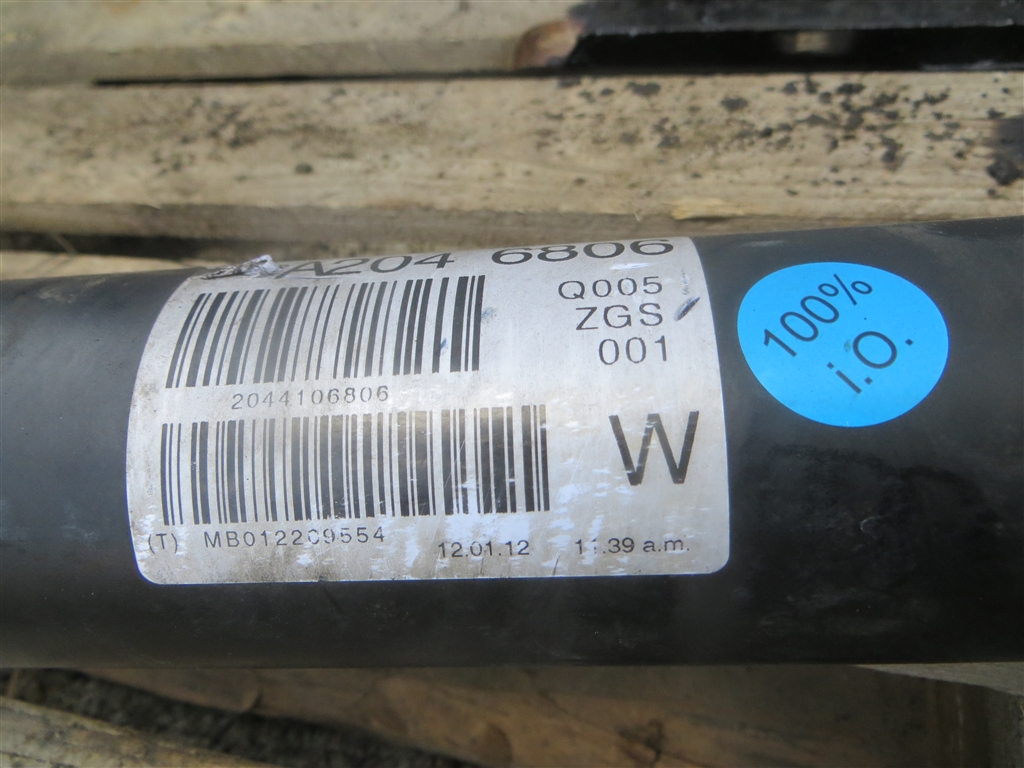 A204 6806
Q005
ZGS
001
2044106806
W
(T) MB012209554
12.01.12 11.39 a.m.
100%
i.O.